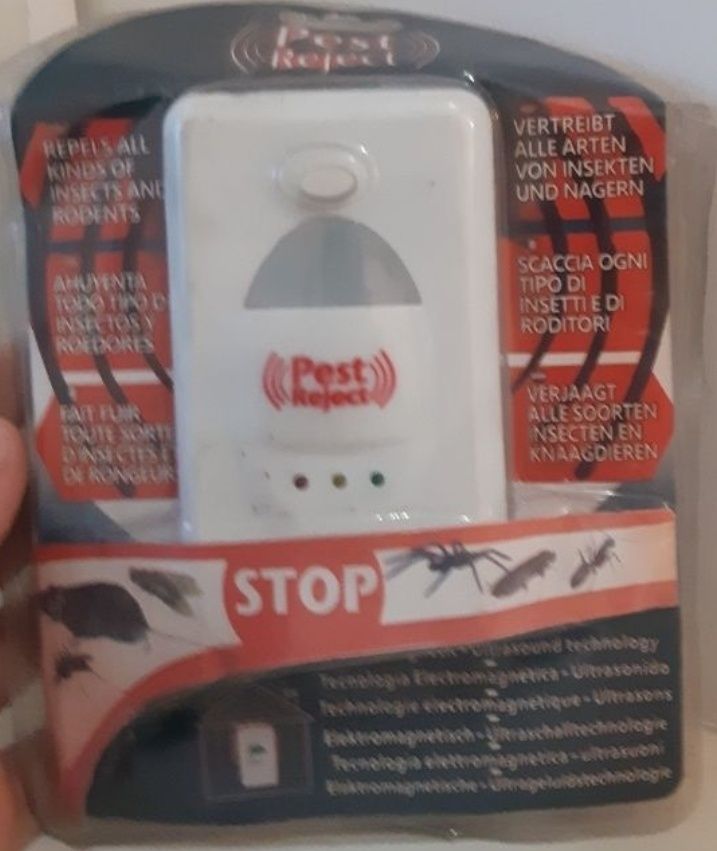 Pest
Reject
REPELS ALL
KINDS OF
INSECTS AND
RODENTS
AHUYENTA
TODO TIPO D
INSECTOS Y
ROEDORES
FAIT FUIR
TOUTE SORTE
D'INSECTES E
DE RONGEUR
VERTREIBT
ALLE ARTEN
VON INSEKTEN
UND NAGERN
SCACCIA OGNI
TIPO DI
INSETTI E DI
RODITORI
VERJAAGT
ALLE SOORTEN
INSECTEN EN
KNAAGDIEREN
Pest
Reject
STOP
- Ultrasound technology
Tecnología Electromagnética - Ultrasonido
Technologie électromagnétique - Ultrasons
Elektromagnetisch - Ultraschalltechnologie
Tecnologia elettromagnetica - ultrasuoni
Elektromagnetische - Ultrageluidstechnologie